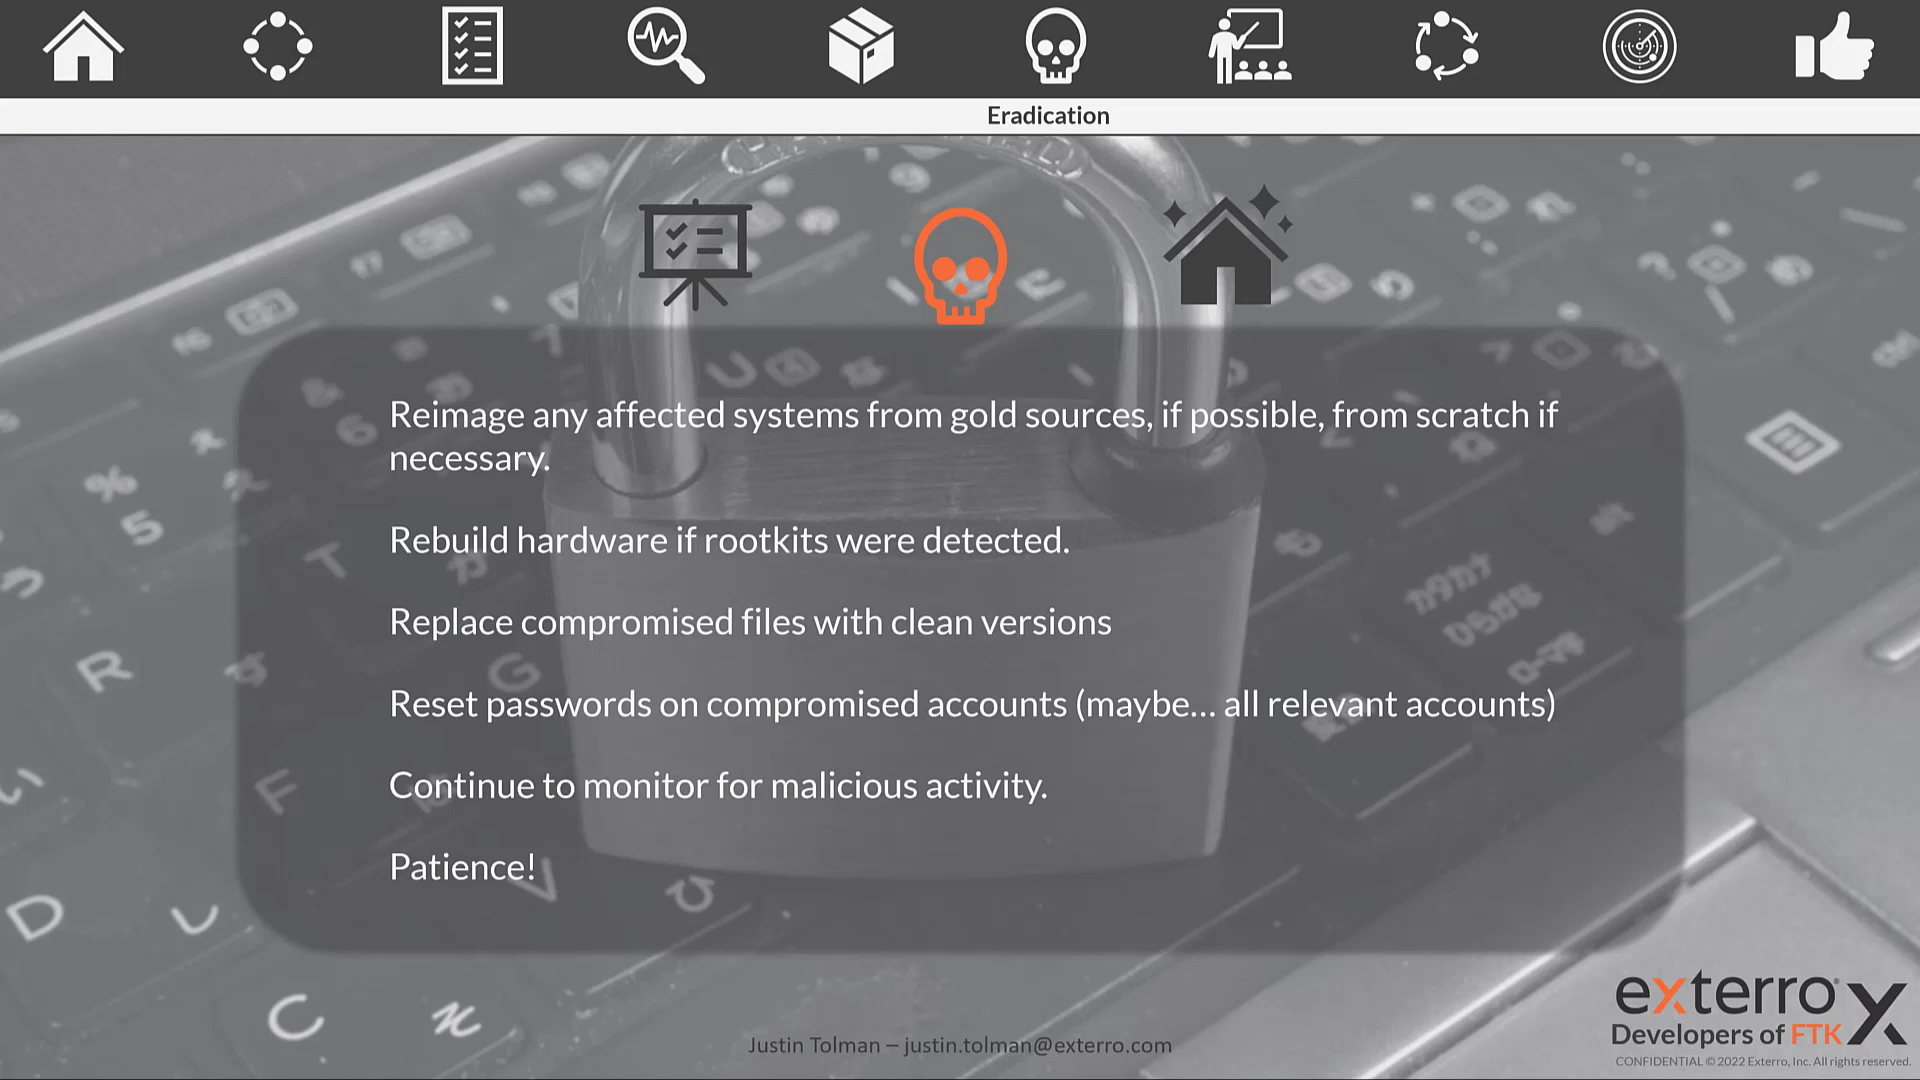 Eradication
Reimage any affected systems from gold sources, if possible, from scratch if
necessary.
Rebuild hardware if rootkits were detected.
Replace compromised files with clean versions
Reset passwords on compromised accounts (maybe... all relevant accounts)
Continue to monitor for malicious activity.
Patience!
Justin Tolman – justin.tolman@exterro.com
exterro®
Developers of FTK
CONFIDENTIAL © 2022 Exterro, Inc. All rights reserved.